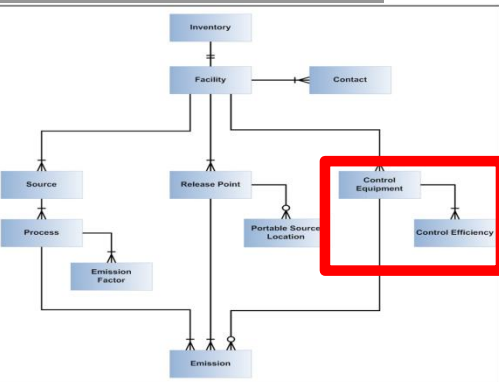 Inventory
Facility
Contact
Source
Release Point
Control
Equipment
Process
Portable Source
Location
Control Efficiency
Emission
Factor
Emission